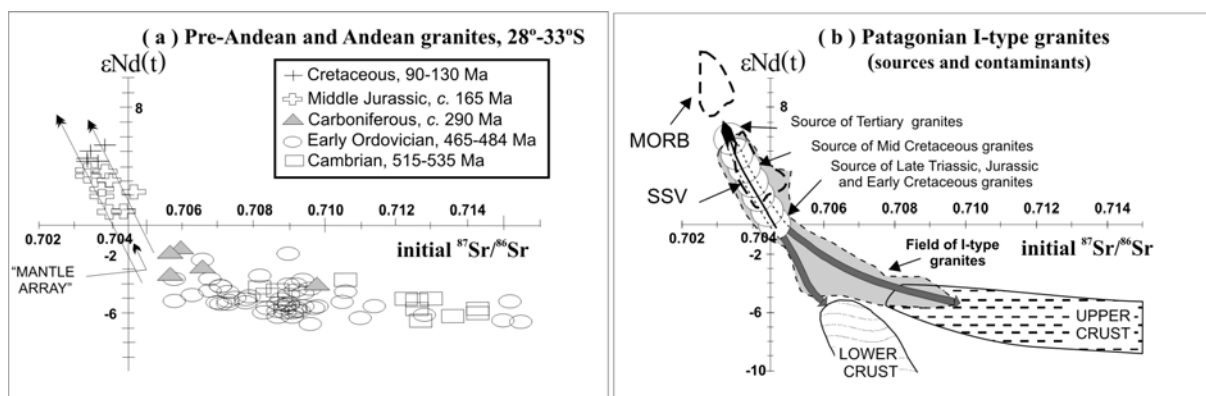 ( a ) Pre-Andean and Andean granites, 28º-33ºS
εNd(t)
Cretaceous, 90-130 Ma
Middle Jurassic, c. 165 Ma
Carboniferous, c. 290 Ma
Early Ordovician, 465-484 Ma
Cambrian, 515-535 Ma
8
0.706 0.708 0.710 0.712 0.714
0.702 0.704
-2
initial ⁸⁷Sr/⁸⁶Sr
"MANTLE
ARRAY"
-6
( b ) Patagonian I-type granites
(sources and contaminants)
εNd(t)
8
MORB
Source of Tertiary granites
Source of Mid Cretaceous granites
Source of Late Triassic, Jurassic
and Early Cretaceous granites
SSV
0.706 0.708 0.710 0.712 0.714
0.702 0.704
-2
initial ⁸⁷Sr/⁸⁶Sr
Field of I-type
granites
-6
UPPER
CRUST
LOWER
CRUST
-10